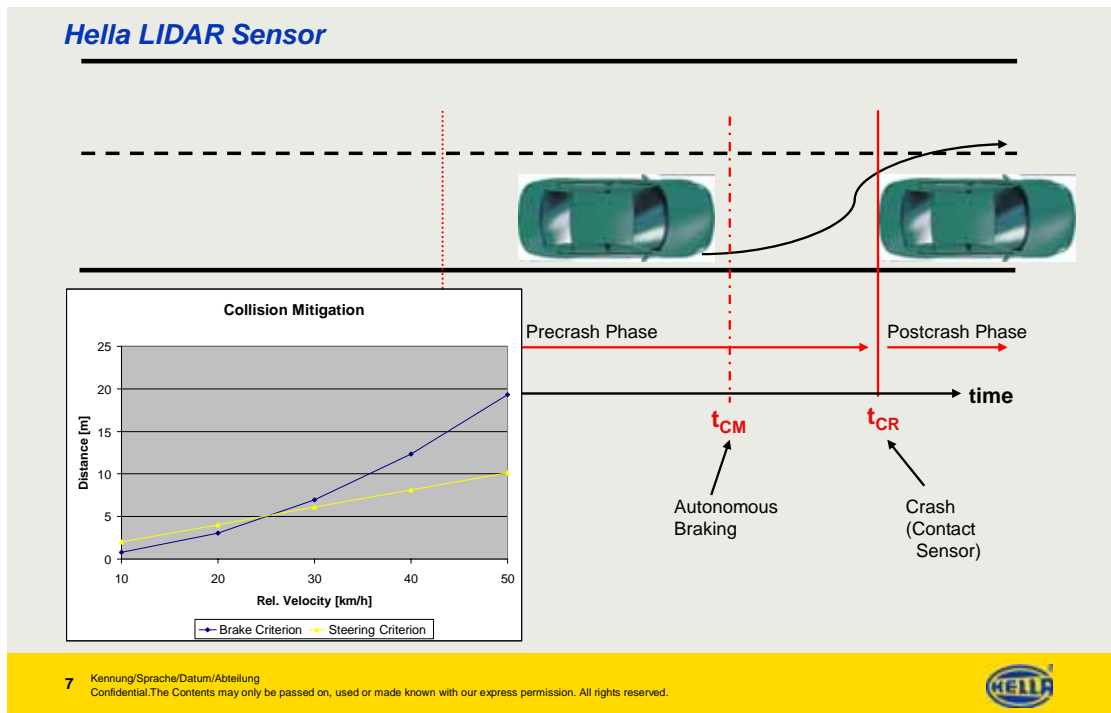 Hella LIDAR Sensor
Collision Mitigation
25
20
15
10
5
0
Distance [m]
10 20 30 40 50
Rel. Velocity [km/h]
Brake Criterion Steering Criterion
Precrash Phase
Postcrash Phase
time
tCM
tCR
Autonomous
Braking
Crash
(Contact
Sensor)
7
Kennung/Sprache/Datum/Abteilung
Confidential.The Contents may only be passed on, used or made known with our express permission. All rights reserved.
HELLA